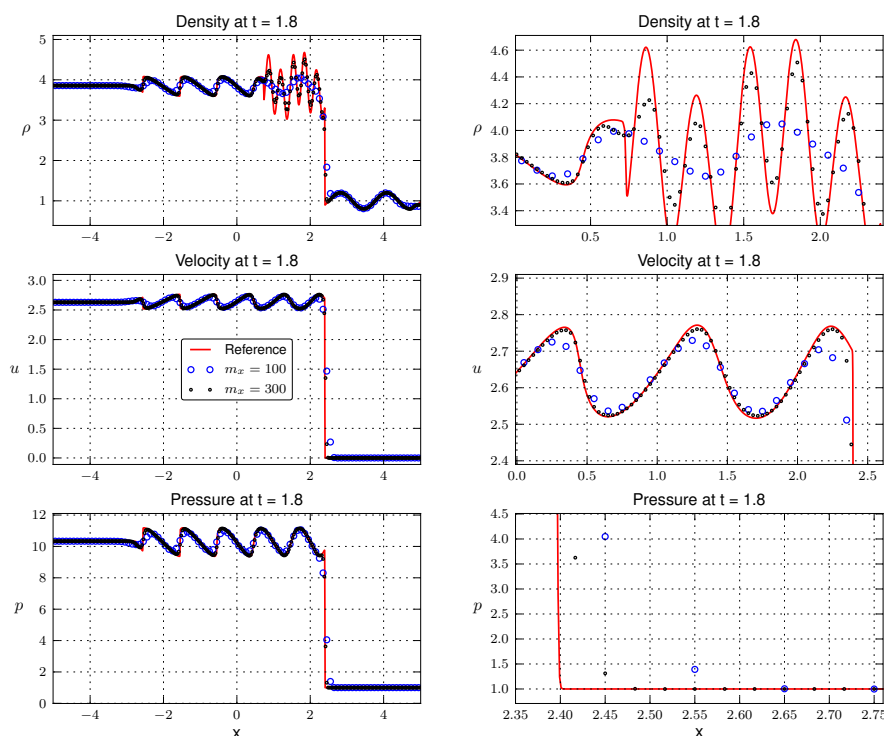 Density at t = 1.8
5
4
3
2
1
ρ
−4 −2 0 2 4
Density at t = 1.8
4.6
4.4
4.2
4.0
3.8
3.6
3.4
ρ
0.5 1.0 1.5 2.0
Velocity at t = 1.8
3.0
2.5
2.0
1.5
1.0
0.5
0.0
u
Reference
mₓ = 100
mₓ = 300
−4 −2 0 2 4
Velocity at t = 1.8
2.9
2.8
2.7
2.6
2.5
2.4
u
0.0 0.5 1.0 1.5 2.0 2.5
Pressure at t = 1.8
12
10
8
6
4
2
0
p
−4 −2 0 2 4
x
Pressure at t = 1.8
4.5
4.0
3.5
3.0
2.5
2.0
1.5
1.0
p
2.35 2.40 2.45 2.50 2.55 2.60 2.65 2.70 2.75
x